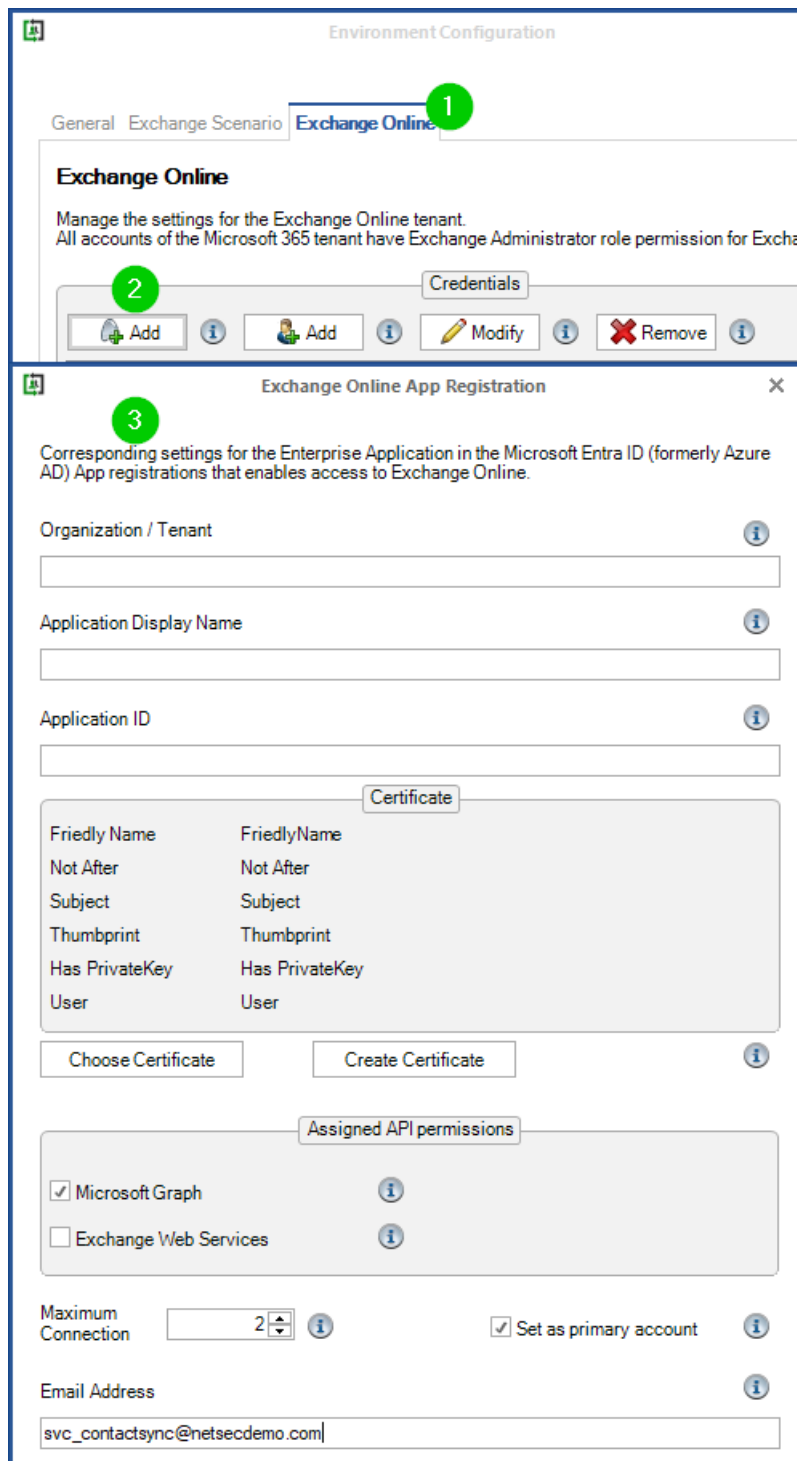 Environment Configuration
1
General Exchange Scenario Exchange Online
Exchange Online
Manage the settings for the Exchange Online tenant.
All accounts of the Microsoft 365 tenant have Exchange Administrator role permission for Excha
2
Credentials
Add Add Modify Remove
Exchange Online App Registration
3
Corresponding settings for the Enterprise Application in the Microsoft Entra ID (formerly Azure
AD) App registrations that enables access to Exchange Online.
Organization / Tenant
Application Display Name
Application ID
Certificate
Friedly Name FriedlyName
Not After Not After
Subject Subject
Thumbprint Thumbprint
Has PrivateKey Has PrivateKey
User User
Choose Certificate Create Certificate
Assigned API permissions
Microsoft Graph
Exchange Web Services
Maximum
Connection 2 Set as primary account
Email Address
svc_contactsync@netsecdemo.com